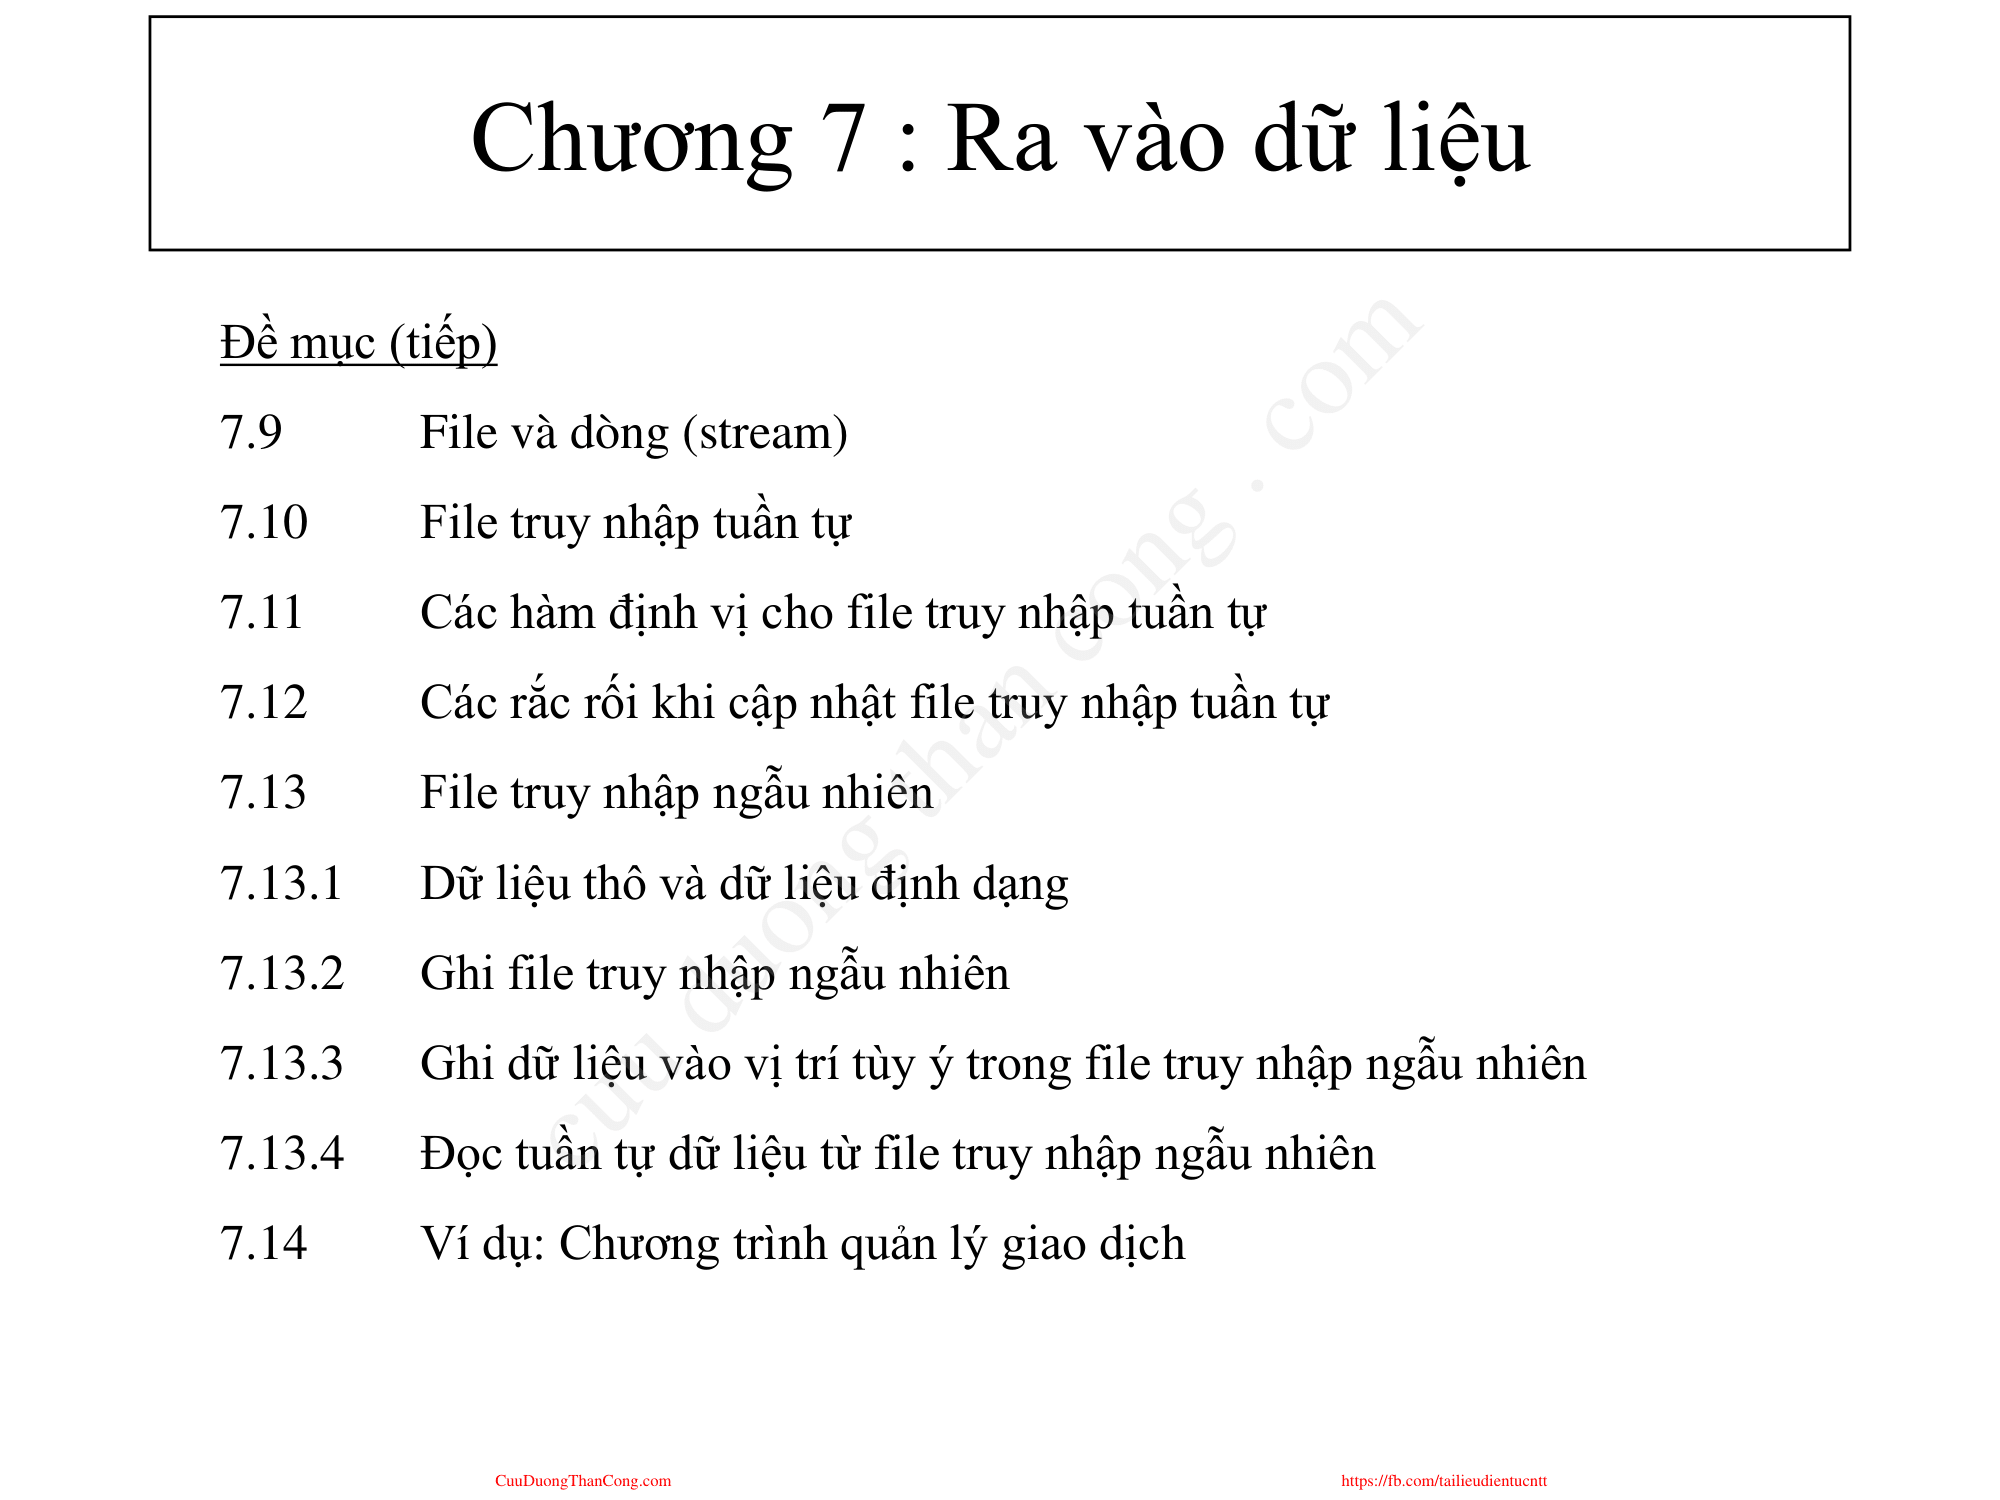 Chương 7 : Ra vào dữ liệu
Đề mục (tiếp)
7.9 File và dòng (stream)
7.10 File truy nhập tuần tự
7.11 Các hàm định vị cho file truy nhập tuần tự
7.12 Các rắc rối khi cập nhật file truy nhập tuần tự
7.13 File truy nhập ngẫu nhiên
7.13.1 Dữ liệu thô và dữ liệu định dạng
7.13.2 Ghi file truy nhập ngẫu nhiên
7.13.3 Ghi dữ liệu vào vị trí tùy ý trong file truy nhập ngẫu nhiên
7.13.4 Đọc tuần tự dữ liệu từ file truy nhập ngẫu nhiên
7.14 Ví dụ: Chương trình quản lý giao dịch
cuu duong than cong . com
CuuDuongThanCong.com
https://fb.com/tailieudientucntt